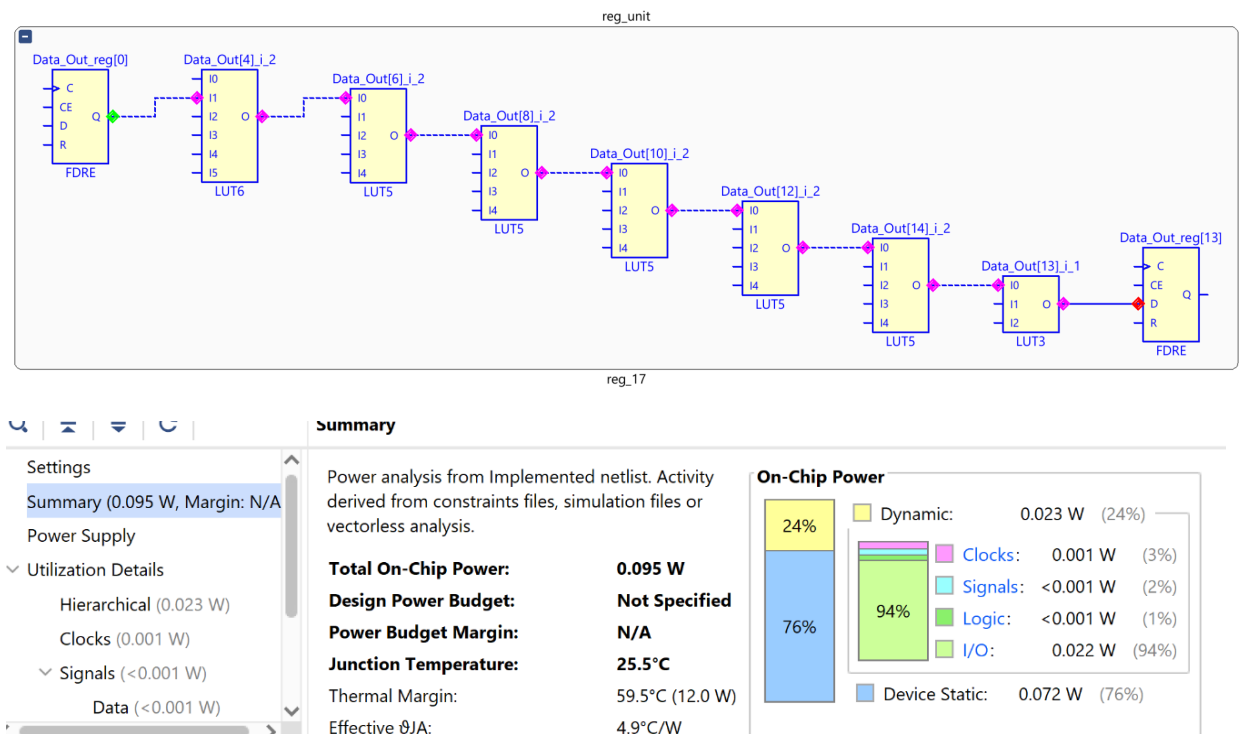 reg_unit
Data_Out_reg[0]
C
CE
D
R
Q
FDRE
Data_Out[4]_i_2
I0
I1
I2
I3
I4
I5
O
LUT6
Data_Out[6]_i_2
I0
I1
I2
I3
I4
O
LUT5
Data_Out[8]_i_2
I0
I1
I2
I3
I4
O
LUT5
Data_Out[10]_i_2
I0
I1
I2
I3
I4
O
LUT5
Data_Out[12]_i_2
I0
I1
I2
I3
I4
O
LUT5
Data_Out[14]_i_2
I0
I1
I2
I3
I4
O
LUT5
Data_Out[13]_i_1
I0
I1
I2
O
LUT3
Data_Out_reg[13]
C
CE
D
R
Q
FDRE
reg_17
Settings
Summary (0.095 W, Margin: N/A
Power Supply
Utilization Details
Hierarchical (0.023 W)
Clocks (0.001 W)
Signals (<0.001 W)
Data (<0.001 W)
Summary
Power analysis from Implemented netlist. Activity
derived from constraints files, simulation files or
vectorless analysis.
Total On-Chip Power: 0.095 W
Design Power Budget: Not Specified
Power Budget Margin: N/A
Junction Temperature: 25.5°C
Thermal Margin: 59.5°C (12.0 W)
Effective ϑJA: 4.9°C/W
On-Chip Power
24%
76%
Dynamic: 0.023 W (24%)
94%
Clocks: 0.001 W (3%)
Signals: <0.001 W (2%)
Logic: <0.001 W (1%)
I/O: 0.022 W (94%)
Device Static: 0.072 W (76%)